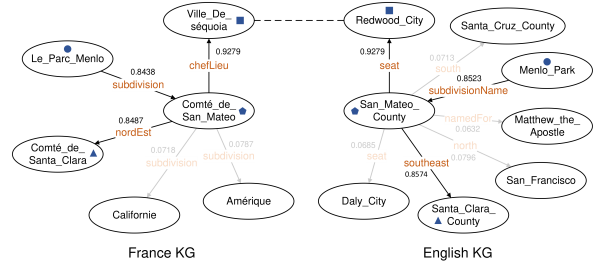 Ville_De_
séquoia
Redwood_City
Santa_Cruz_County
Le_Parc_Menlo
0.9279
0.9279
0.0713
south
Menlo_Park
0.8438
chefLieu
seat
0.8523
subdivision
subdivisionName
Comté_de_
San_Mateo
San_Mateo_
County
namedFor
0.0632
Matthew_the_
Apostle
0.8487
nordEst
Comté_de_
Santa_Clara
0.0718
subdivision
0.0787
subdivision
0.0685
seat
southeast
0.8574
north
0.0796
San_Francisco
Californie
Amérique
Daly_City
Santa_Clara_
County
France KG
English KG